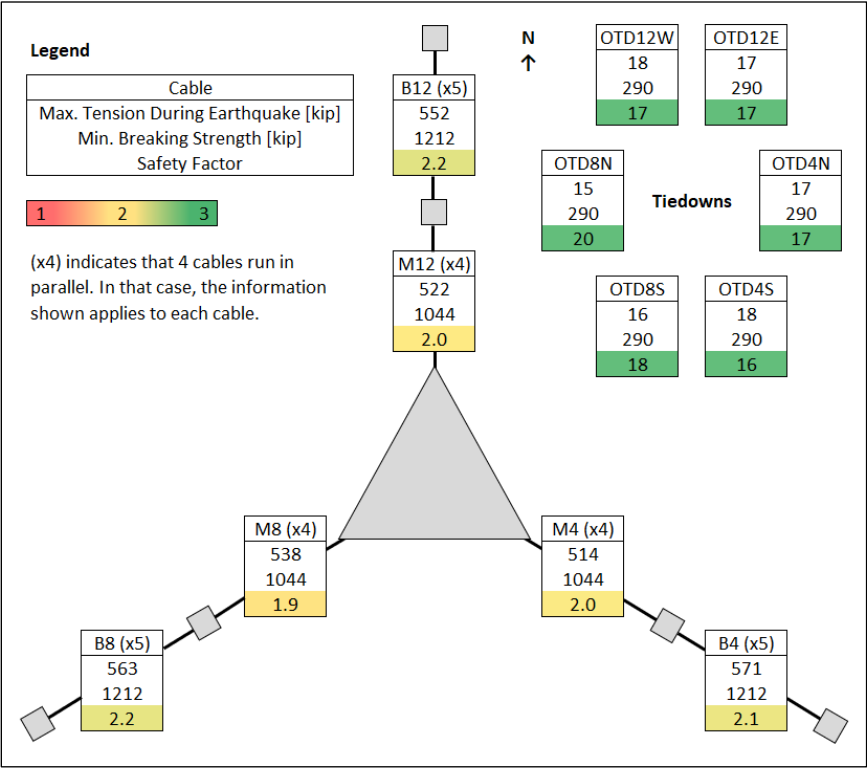 Legend
Cable
Max. Tension During Earthquake [kip]
Min. Breaking Strength [kip]
Safety Factor
1 2 3
(x4) indicates that 4 cables run in
parallel. In that case, the information
shown applies to each cable.
B12 (x5)
552
1212
2.2
M12 (x4)
522
1044
2.0
N
↑
OTD12W
18
290
17
OTD12E
17
290
17
OTD8N
15
290
20
Tiedowns
OTD4N
17
290
17
OTD8S
16
290
18
OTD4S
18
290
16
M8 (x4)
538
1044
1.9
M4 (x4)
514
1044
2.0
B8 (x5)
563
1212
2.2
B4 (x5)
571
1212
2.1